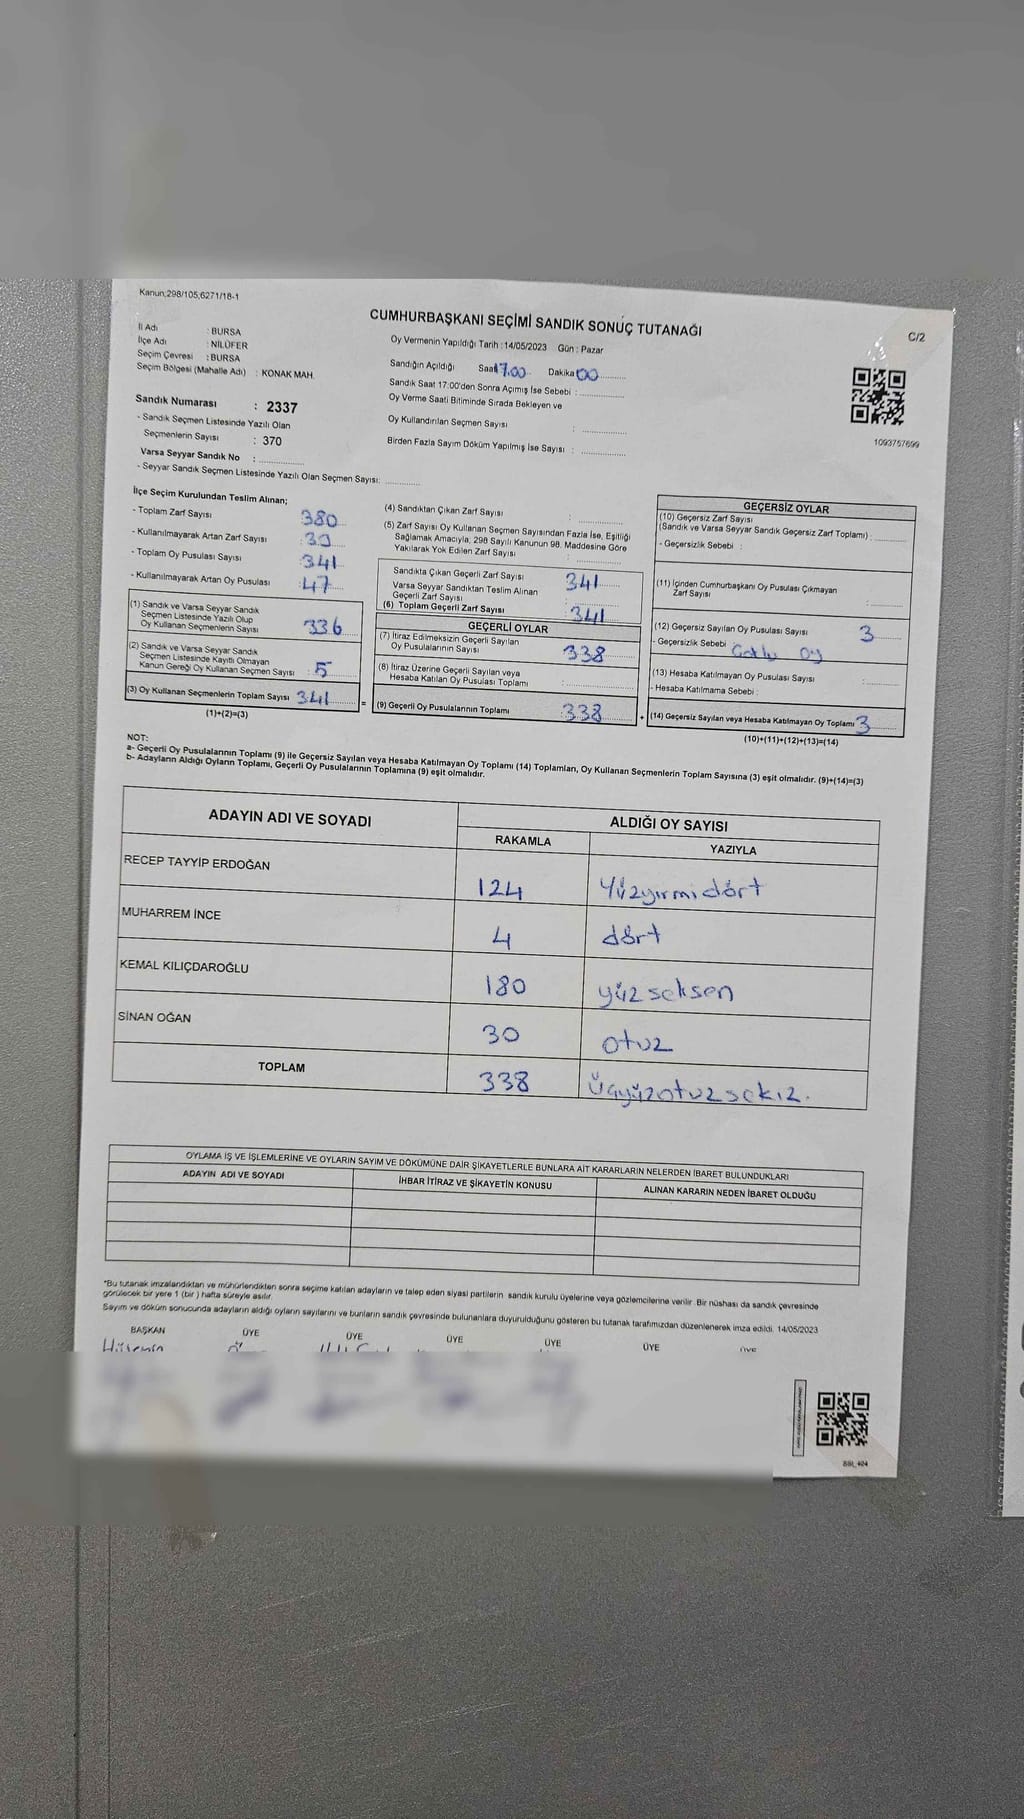 Kanun;298/105;6271/18-1
CUMHURBAŞKANI SEÇİMİ SANDIK SONUÇ TUTANAĞI
C/2
İl Adı : BURSA
İlçe Adı : NİLÜFER
Seçim Çevresi : BURSA
Seçim Bölgesi (Mahalle Adı) : KONAK MAH.
Oy Vermenin Yapıldığı Tarih : 14/05/2023 Gün : Pazar
Sandığın Açıldığı Saat 17.00 Dakika 00
Sandık Saat 17:00'den Sonra Açımış İse Sebebi :
Oy Verme Saati Bitiminde Sırada Bekleyen ve
Oy Kullandırılan Seçmen Sayısı :
Birden Fazla Sayım Döküm Yapılmış İse Sayısı :
1093757699
Sandık Numarası : 2337
- Sandık Seçmen Listesinde Yazılı Olan
Seçmenlerin Sayısı : 370
Varsa Seyyar Sandık No :
- Seyyar Sandık Seçmen Listesinde Yazılı Olan Seçmen Sayısı:
İlçe Seçim Kurulundan Teslim Alınan;
- Toplam Zarf Sayısı 380
- Kullanılmayarak Artan Zarf Sayısı : 39
- Toplam Oy Pusulası Sayısı : 341
- Kullanılmayarak Artan Oy Pusulası : 47
(1) Sandık ve Varsa Seyyar Sandık
Seçmen Listesinde Yazılı Olup
Oy Kullanan Seçmenlerin Sayısı : 336
(2) Sandık ve Varsa Seyyar Sandık
Seçmen Listesinde Kayıtlı Olmayan
Kanun Gereği Oy Kullanan Seçmen Sayısı : 5
(3) Oy Kullanan Seçmenlerin Toplam Sayısı : 341
(1)+(2)=(3)
(4) Sandıktan Çıkan Zarf Sayısı :
(5) Zarf Sayısı Oy Kullanan Seçmen Sayısından Fazla İse, Eşitliği
Sağlamak Amacıyla; 298 Sayılı Kanunun 98. Maddesine Göre
Yakılarak Yok Edilen Zarf Sayısı :
Sandıkta Çıkan Geçerli Zarf Sayısı : 341
Varsa Seyyar Sandıktan Teslim Alınan
Geçerli Zarf Sayısı :
(6) Toplam Geçerli Zarf Sayısı : 341
GEÇERLİ OYLAR
(7) İtiraz Edilmeksizin Geçerli Sayılan
Oy Pusulalarının Sayısı : 338
(8) İtiraz Üzerine Geçerli Sayılan veya
Hesaba Katılan Oy Pusulası Toplamı :
= (9) Geçerli Oy Pusulalarının Toplamı : 338
GEÇERSİZ OYLAR
(10) Geçersiz Zarf Sayısı
(Sandık ve Varsa Seyyar Sandık Geçersiz Zarf Toplamı) :
- Geçersizlik Sebebi :
(11) İçinden Cumhurbaşkanı Oy Pusulası Çıkmayan
Zarf Sayısı :
(12) Geçersiz Sayılan Oy Pusulası Sayısı : 3
- Geçersizlik Sebebi : oy
(13) Hesaba Katılmayan Oy Pusulası Sayısı :
- Hesaba Katılmama Sebebi :
+ (14) Geçersiz Sayılan veya Hesaba Katılmayan Oy Toplamı: 3
(10)+(11)+(12)+(13)=(14)
NOT:
a- Geçerli Oy Pusulalarının Toplamı (9) ile Geçersiz Sayılan veya Hesaba Katılmayan Oy Toplamı (14) Toplamları, Oy Kullanan Seçmenlerin Toplam Sayısına (3) eşit olmalıdır. (9)+(14)=(3)
b- Adayların Aldığı Oyların Toplamı, Geçerli Oy Pusulalarının Toplamına (9) eşit olmalıdır.
ADAYIN ADI VE SOYADI ALDIĞI OY SAYISI
RAKAMLA YAZIYLA
RECEP TAYYİP ERDOĞAN 124 Yüzyirmidört
MUHARREM İNCE 4 dört
KEMAL KILIÇDAROĞLU 180 yüz seksen
SİNAN OĞAN 30 otuz
TOPLAM 338 üçyüzotuzsekiz.
OYLAMA İŞ VE İŞLEMLERİNE VE OYLARIN SAYIM VE DÖKÜMÜNE DAİR ŞİKAYETLERLE BUNLARA AİT KARARLARIN NELERDEN İBARET BULUNDUKLARI
ADAYIN ADI VE SOYADI İHBAR İTİRAZ VE ŞİKAYETİN KONUSU ALINAN KARARIN NEDEN İBARET OLDUĞU
*Bu tutanak imzalandıktan ve mühürlendikten sonra seçime katılan adayların ve talep eden siyasi partilerin sandık kurulu üyelerine veya gözlemcilerine verilir. Bir nüshası da sandık çevresinde
görülecek bir yere 1 (bir) hafta süreyle asılır.
Sayım ve döküm sonucunda adayların aldığı oyların sayılarını ve bunların sandık çevresinde bulunanlara duyurulduğunu gösteren bu tutanak tarafımızdan düzenlenerek imza edildi. 14/05/2023
BAŞKAN ÜYE ÜYE ÜYE ÜYE ÜYE ÜYE